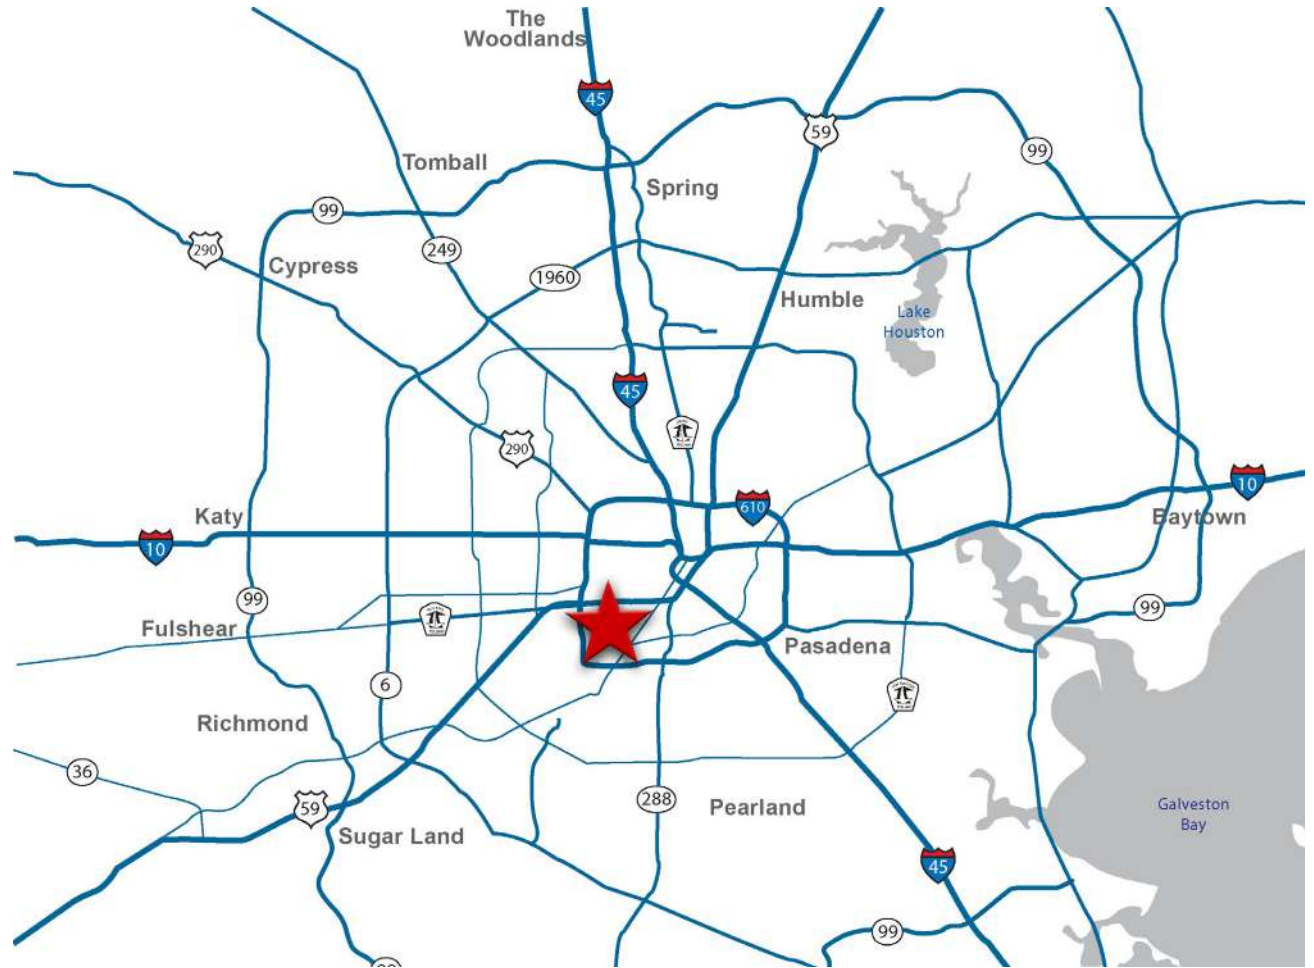 The
Woodlands
45
59
99
Tomball
Spring
99
290
249
Cypress
1960
Humble
Lake
Houston
45
290
610
10
Katy
10
Baytown
99
99
Fulshear
Pasadena
6
Richmond
36
59
288
Pearland
Galveston
Bay
Sugar Land
45
99